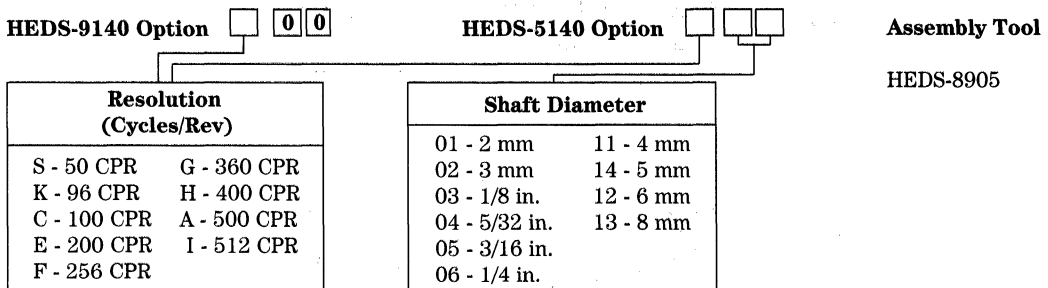 HEDS-9140 Option 0 0 HEDS-5140 Option Assembly Tool
HEDS-8905
Resolution
(Cycles/Rev)
S - 50 CPR G - 360 CPR
K - 96 CPR H - 400 CPR
C - 100 CPR A - 500 CPR
E - 200 CPR I - 512 CPR
F - 256 CPR
Shaft Diameter
01 - 2 mm 11 - 4 mm
02 - 3 mm 14 - 5 mm
03 - 1/8 in. 12 - 6 mm
04 - 5/32 in. 13 - 8 mm
05 - 3/16 in.
06 - 1/4 in.